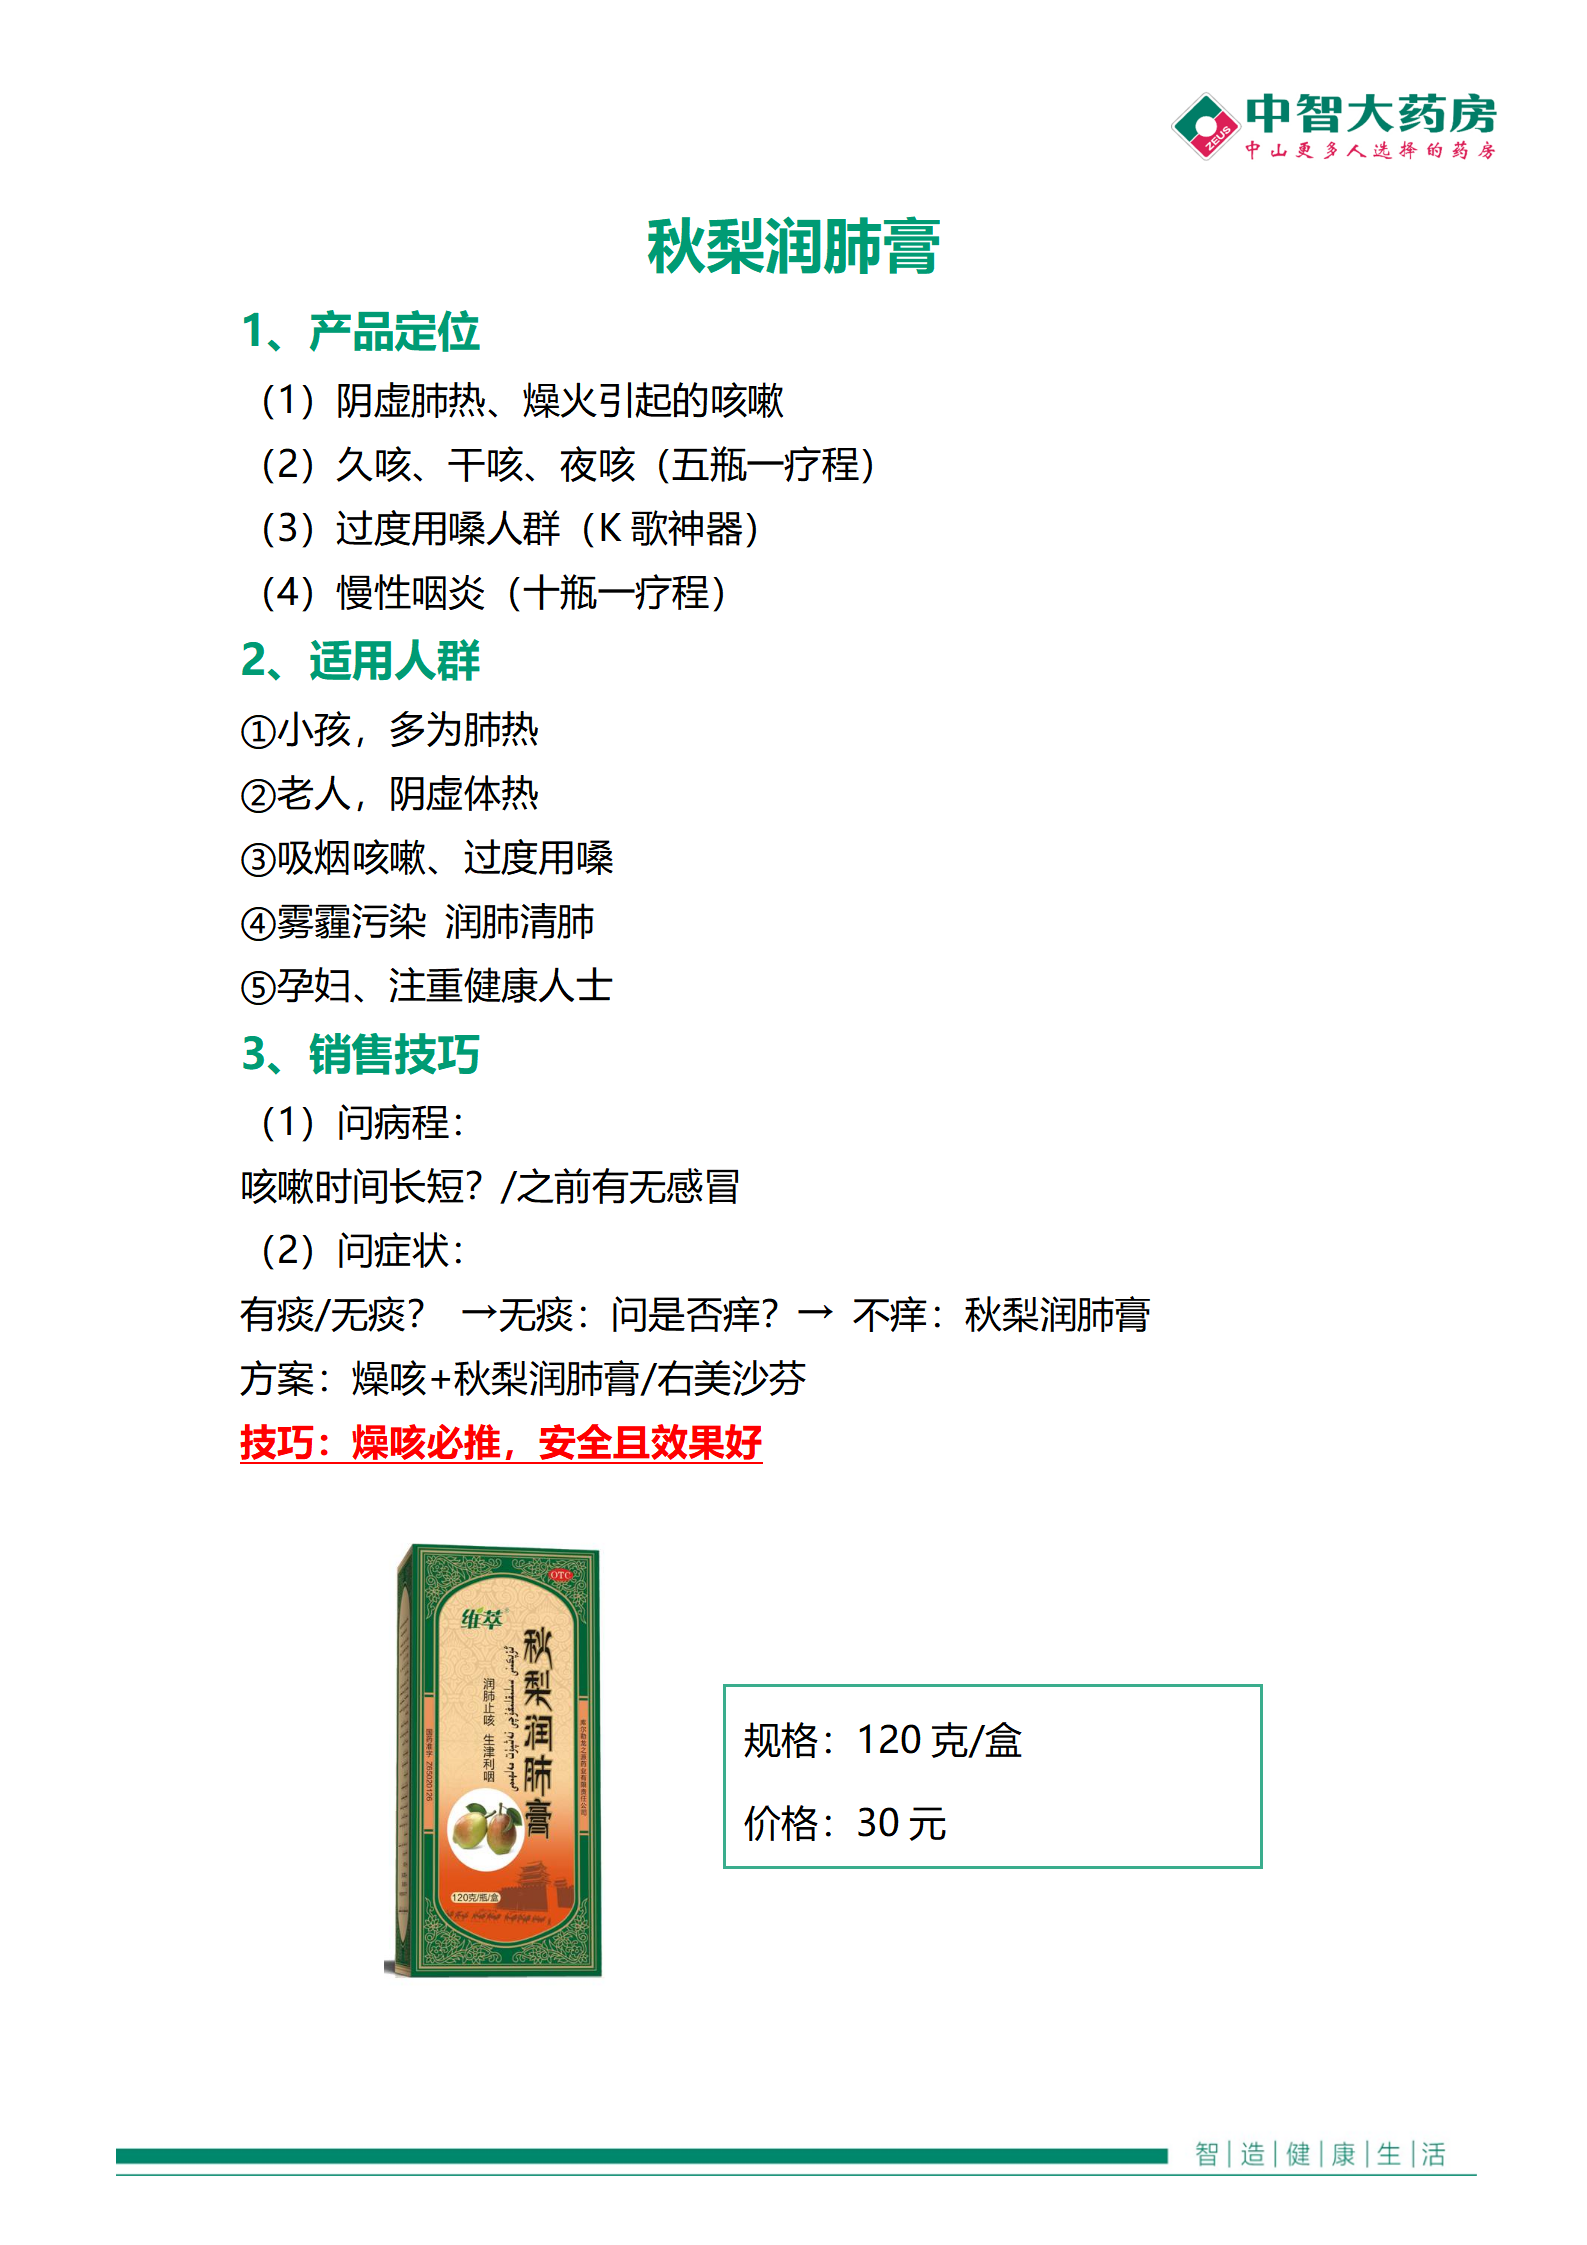 中智大药房
ZEUS
中山更多人选择的药房
秋梨润肺膏
1、产品定位
（1）阴虚肺热、燥火引起的咳嗽
（2）久咳、干咳、夜咳（五瓶一疗程）
（3）过度用嗓人群（K 歌神器）
（4）慢性咽炎（十瓶一疗程）
2、适用人群
①小孩，多为肺热
②老人，阴虚体热
③吸烟咳嗽、过度用嗓
④雾霾污染 润肺清肺
⑤孕妇、注重健康人士
3、销售技巧
（1）问病程：
咳嗽时间长短？/之前有无感冒
（2）问症状：
有痰/无痰？ →无痰：问是否痒？→ 不痒：秋梨润肺膏
方案：燥咳+秋梨润肺膏/右美沙芬
技巧：燥咳必推，安全且效果好
OTC
维萃
秋梨润肺膏
润肺止咳 生津利咽
国药准字 Z65020126
120克/瓶/盒
规格：120 克/盒
价格：30 元
智|造|健|康|生|活